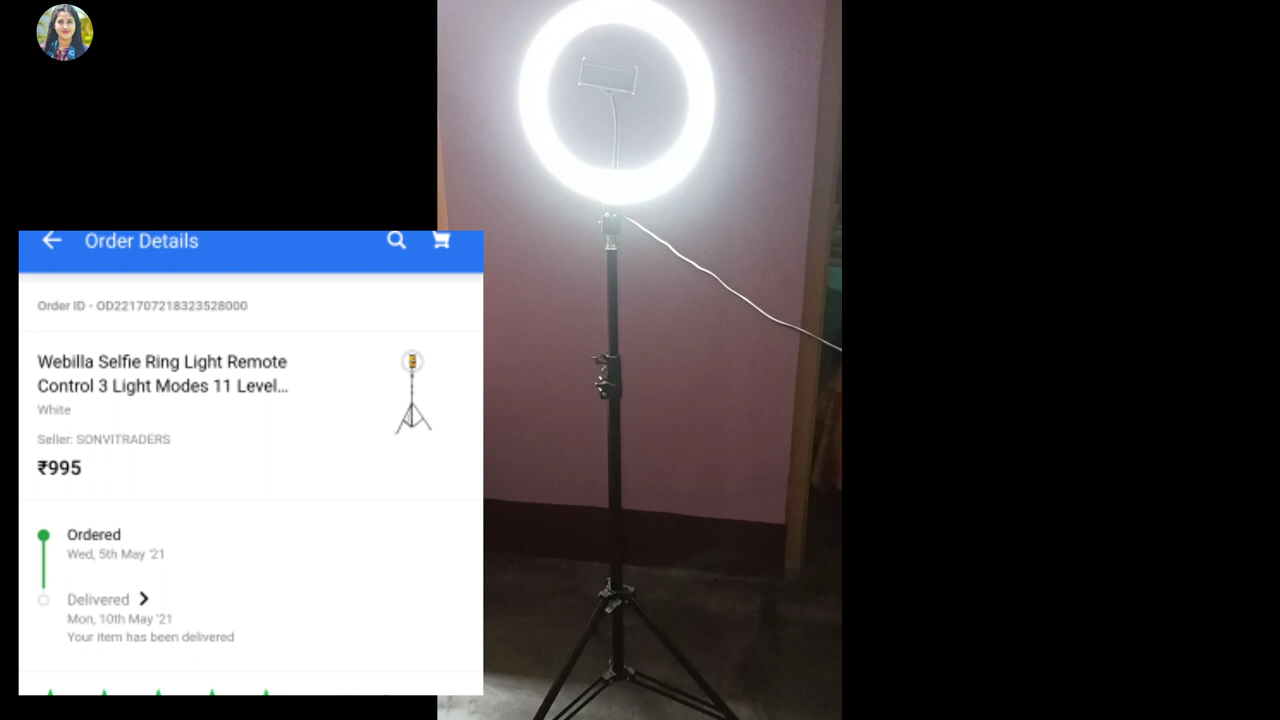 Order Details
Order ID - OD221707218323528000
Webilla Selfie Ring Light Remote
Control 3 Light Modes 11 Level...
White
Seller: SONVITRADERS
₹995
Ordered
Wed, 5th May '21
Delivered
Mon, 10th May '21
Your item has been delivered